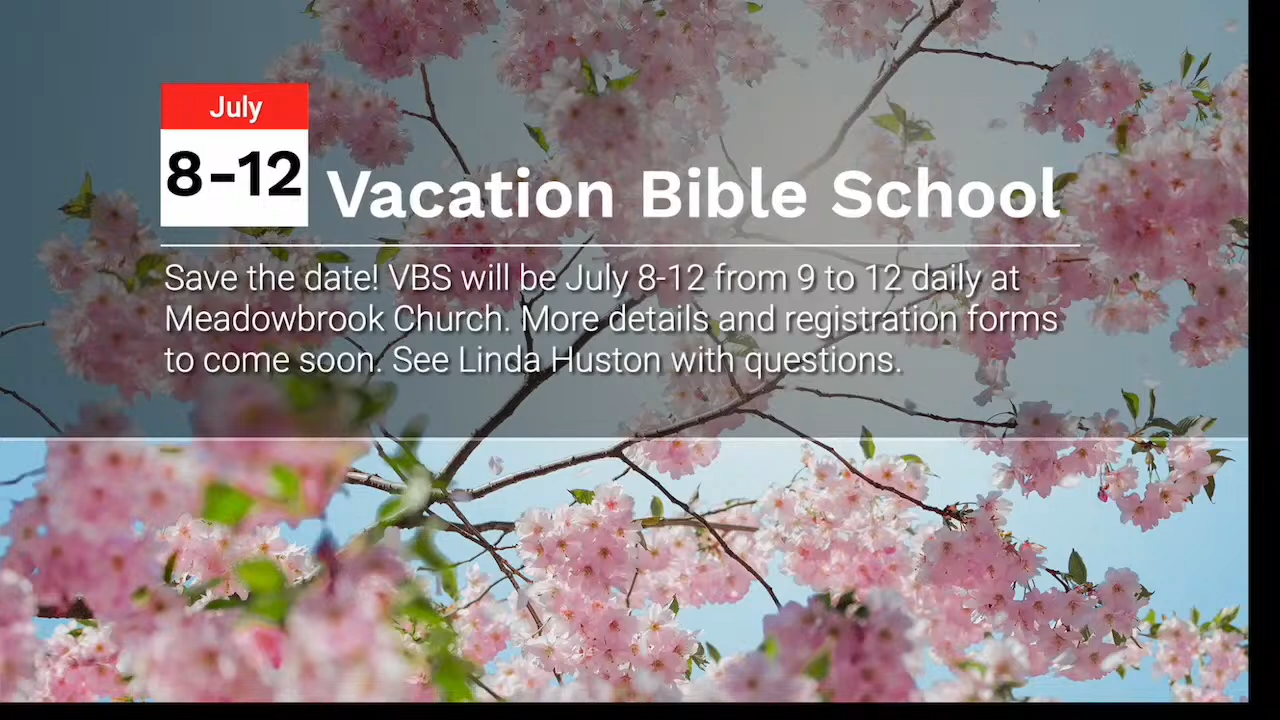 July
8-12
Vacation Bible School
Save the date! VBS will be July 8-12 from 9 to 12 daily at
Meadowbrook Church. More details and registration forms
to come soon. See Linda Huston with questions.